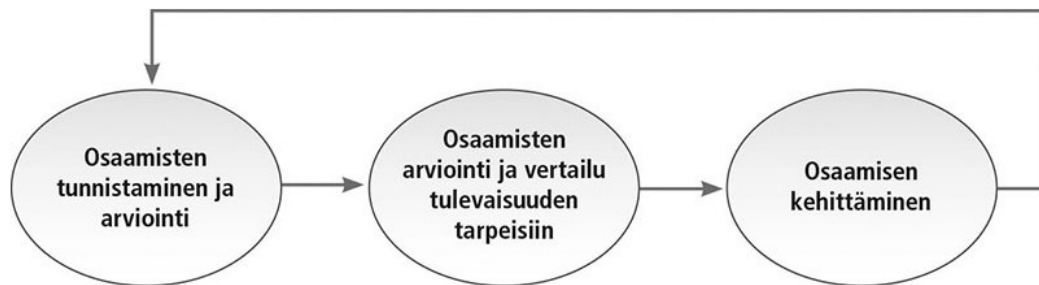 Osaamisten
tunnistaminen ja
arviointi
Osaamisten
arviointi ja vertailu
tulevaisuuden
tarpeisiin
Osaamisen
kehittäminen